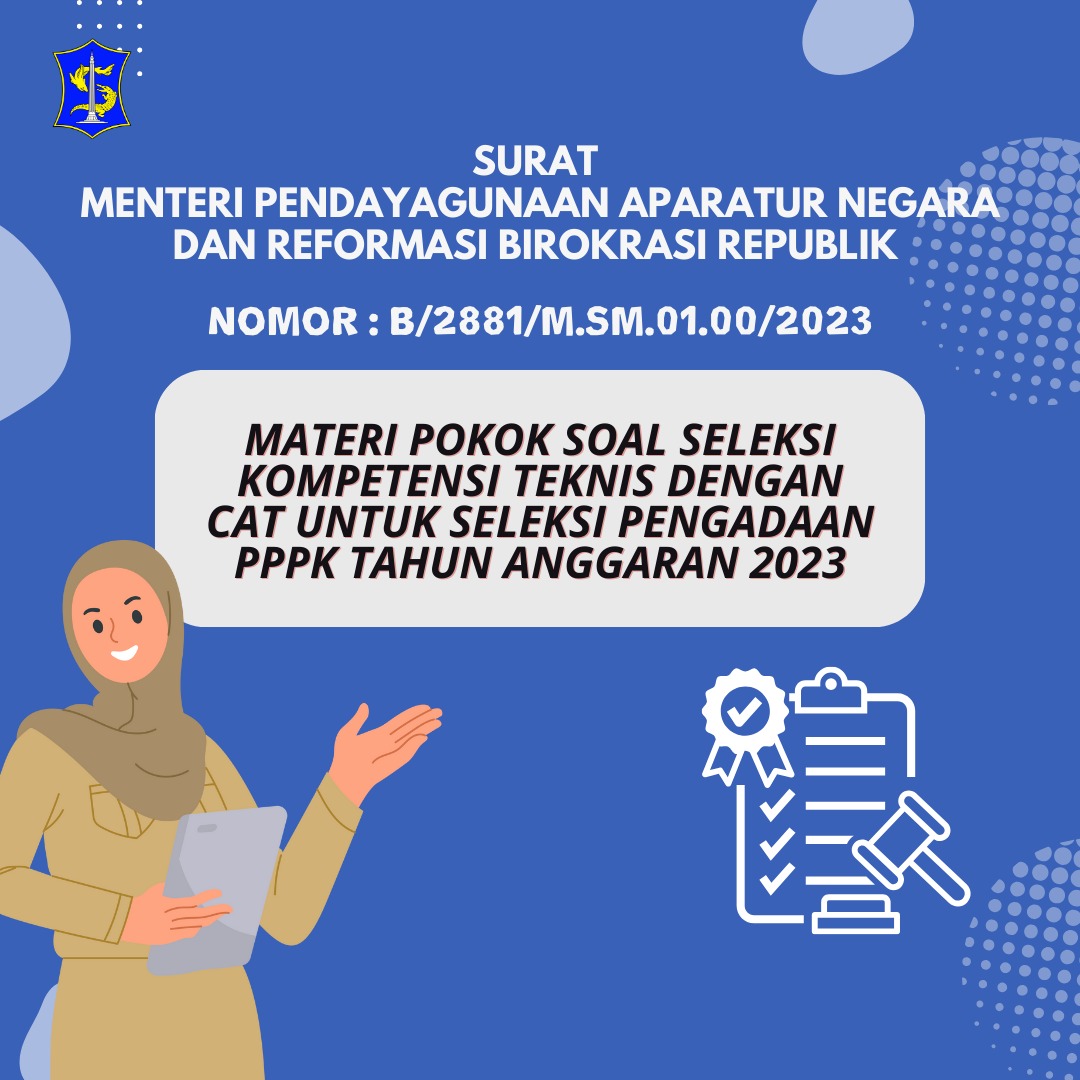 SURAT
MENTERI PENDAYAGUNAAN APARATUR NEGARA
DAN REFORMASI BIROKRASI REPUBLIK
NOMOR : B/2881/M.SM.01.00/2023
MATERI POKOK SOAL SELEKSI
KOMPETENSI TEKNIS DENGAN
CAT UNTUK SELEKSI PENGADAAN
PPPK TAHUN ANGGARAN 2023